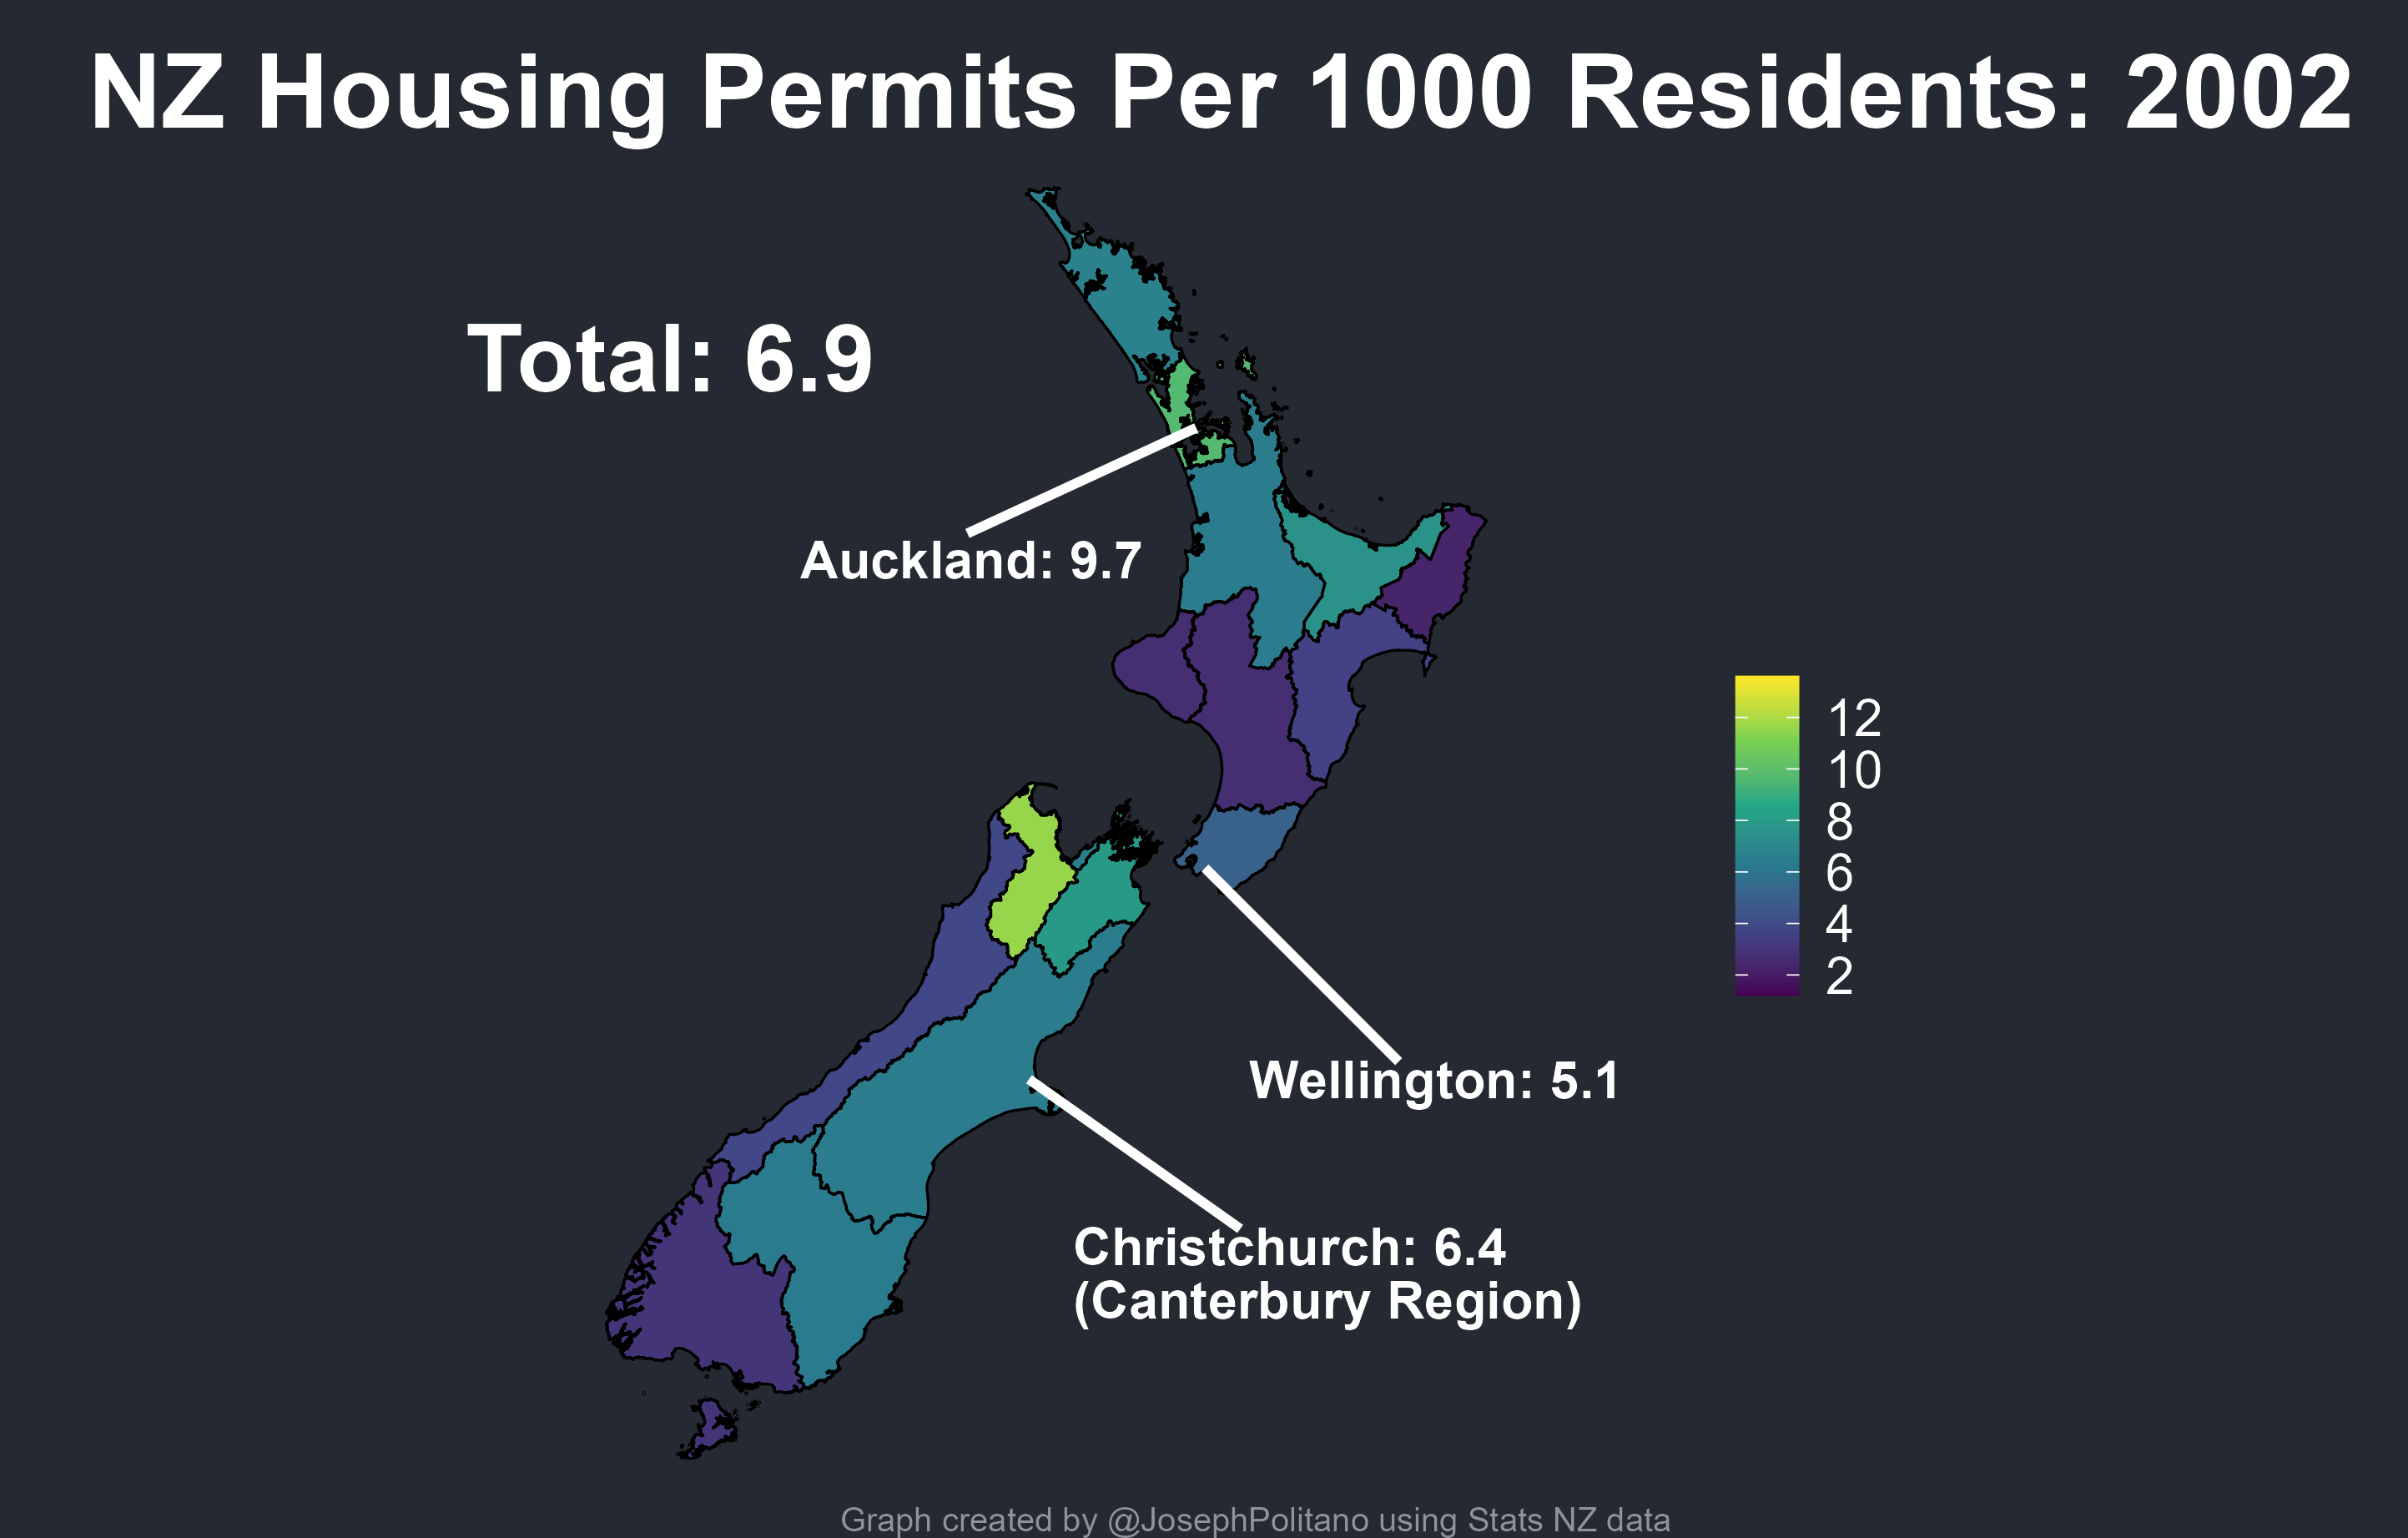 NZ Housing Permits Per 1000 Residents: 2002
Total: 6.9
Auckland: 9.7
12
10
8
6
4
2
Wellington: 5.1
Christchurch: 6.4
(Canterbury Region)
Graph created by @JosephPolitano using Stats NZ data